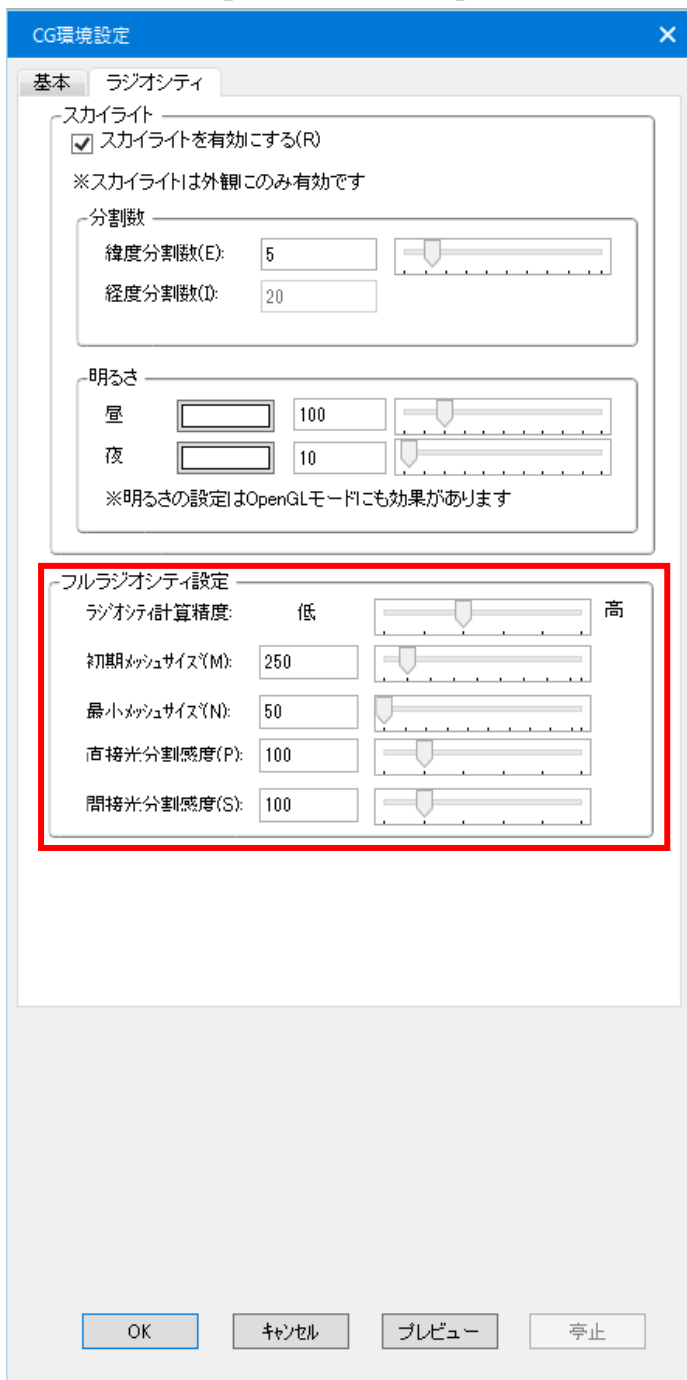 CG環境設定
基本 ラジオシティ
スカイライト
スカイライトを有効にする(R)
※スカイライトは外観にのみ有効です
分割数
緯度分割数(E): 5
経度分割数(I): 20
明るさ
昼 100
夜 10
※明るさの設定はOpenGLモードにも効果があります
フルラジオシティ設定
ﾗｼﾞｵｼﾃｨ計算精度: 低 高
初期ﾒｯｼｭｻｲｽﾞ(M): 250
最小ﾒｯｼｭｻｲｽﾞ(N): 50
直接光分割感度(P): 100
間接光分割感度(S): 100
OK ｷｬﾝｾﾙ プレビュー 停止